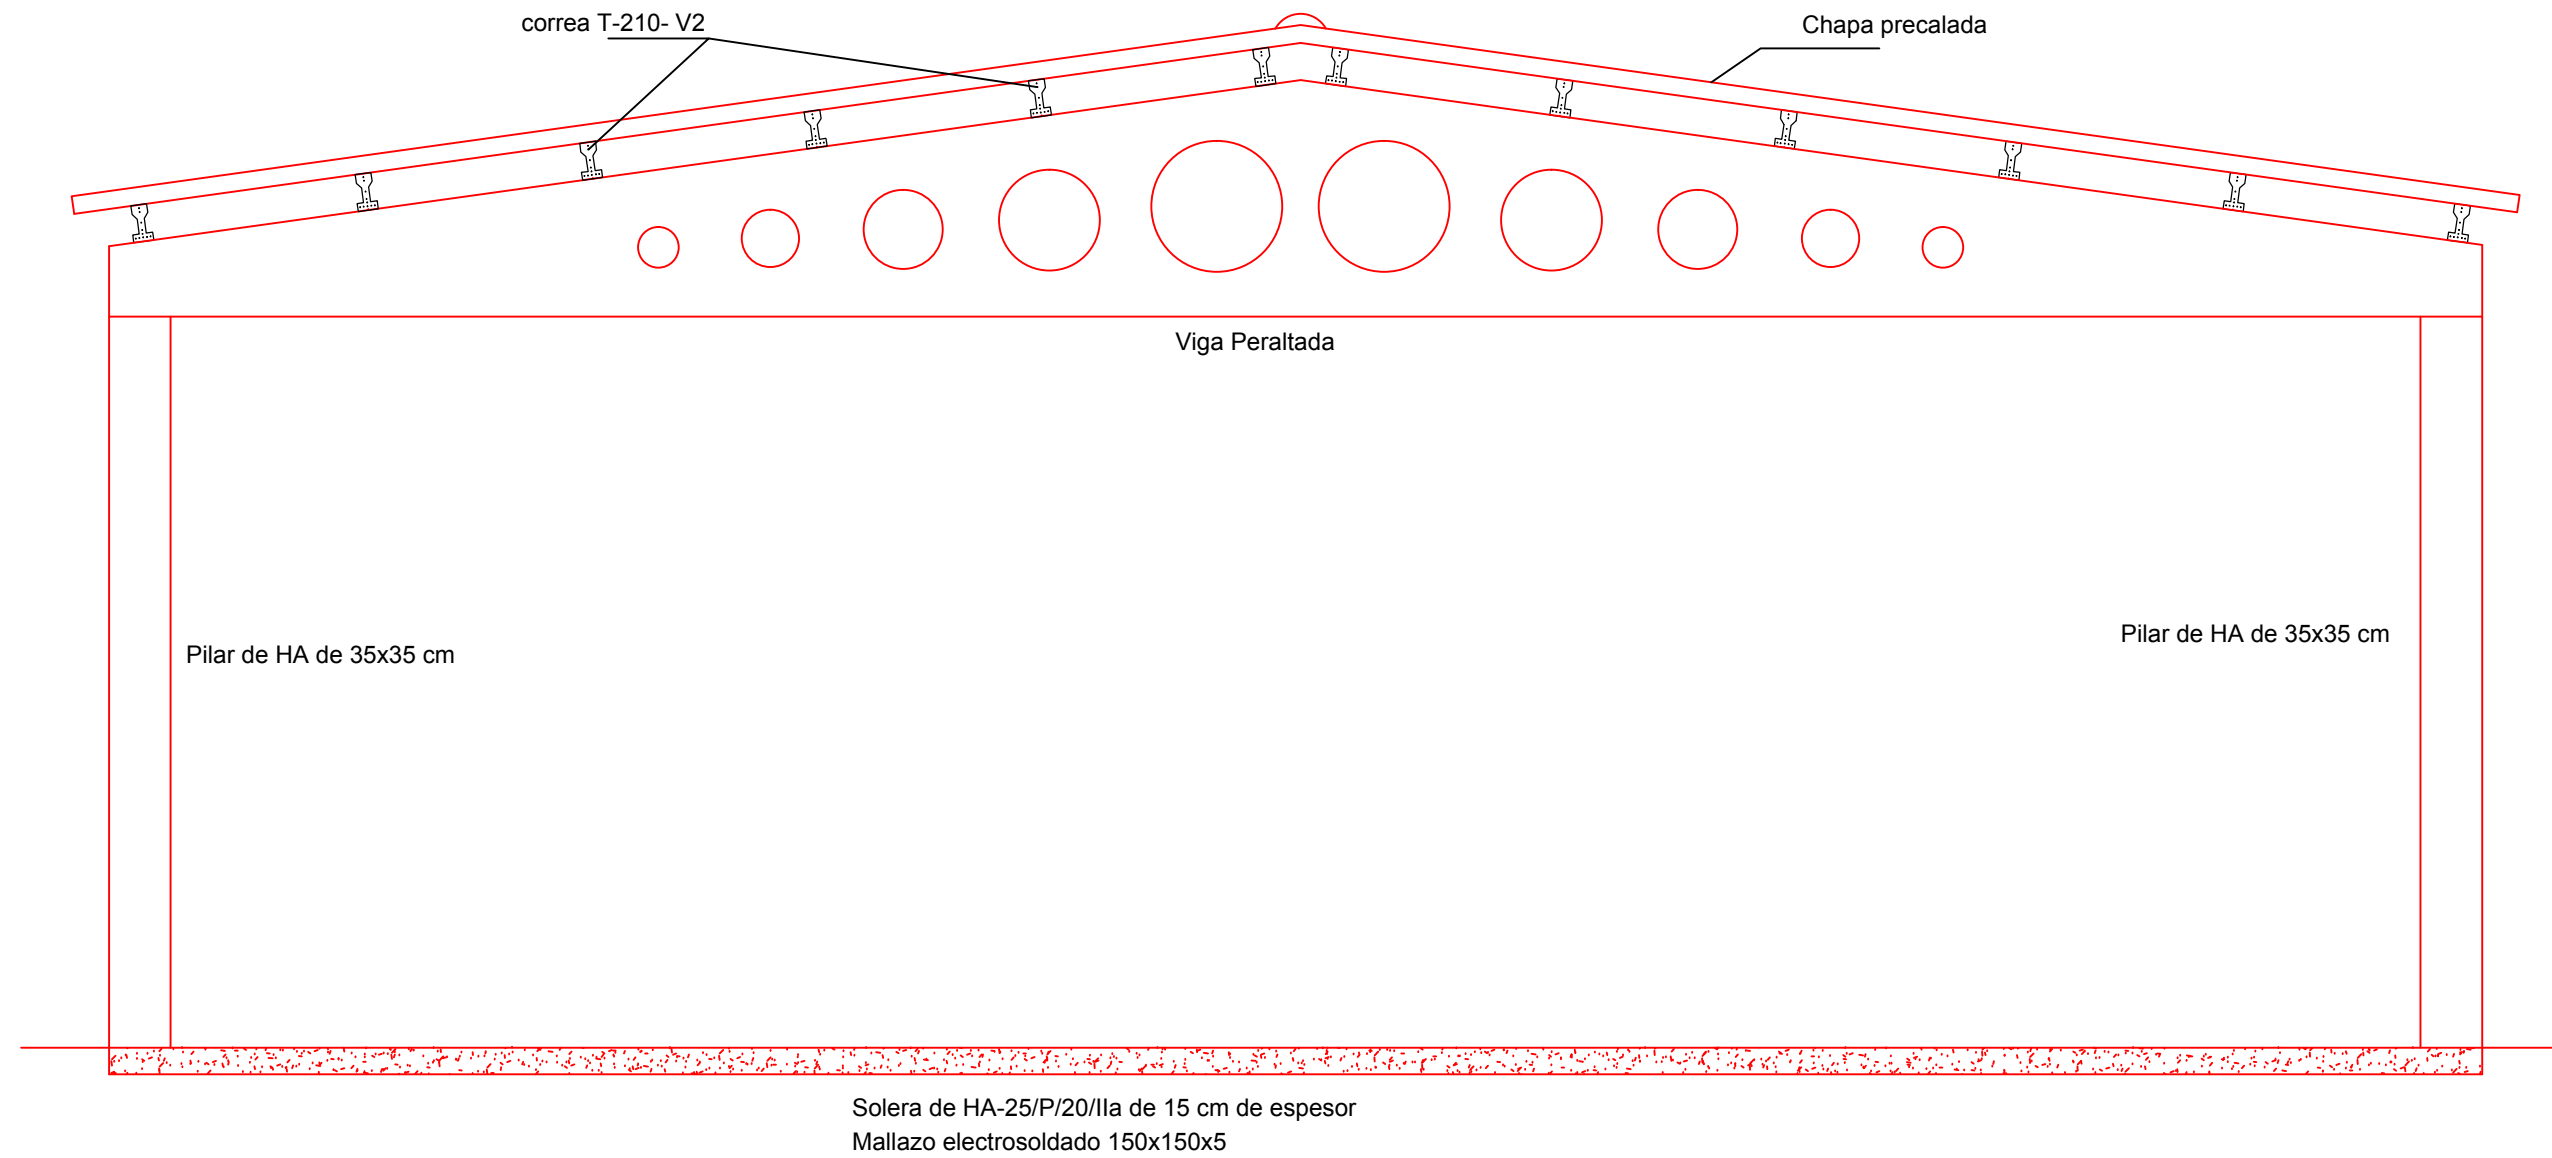 correa T-210- V2
Chapa precalada
Viga Peraltada
Pilar de HA de 35x35 cm
Pilar de HA de 35x35 cm
Solera de HA-25/P/20/IIa de 15 cm de espesor
Mallazo electrosoldado 150x150x5